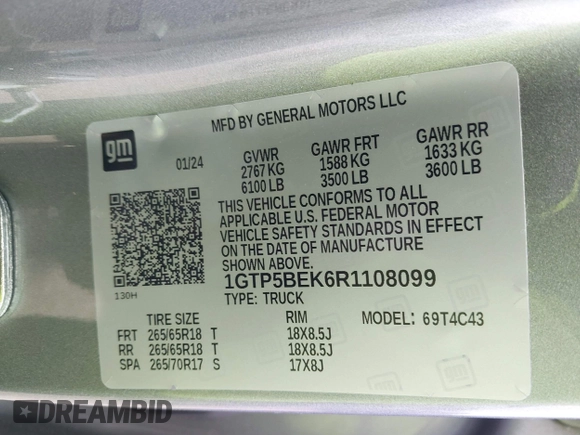 MFD BY GENERAL MOTORS LLC
gm
01/24 GVWR GAWR FRT GAWR RR
2767 KG 1588 KG 1633 KG
6100 LB 3500 LB 3600 LB
THIS VEHICLE CONFORMS TO ALL
APPLICABLE U.S. FEDERAL MOTOR
VEHICLE SAFETY STANDARDS IN EFFECT
ON THE DATE OF MANUFACTURE
SHOWN ABOVE.
1GTP5BEK6R1108099
130H
TYPE: TRUCK
TIRE SIZE RIM MODEL: 69T4C43
FRT 265/65R18 T 18X8.5J
RR 265/65R18 T 18X8.5J
SPA 265/70R17 S 17X8J
DREAMBID